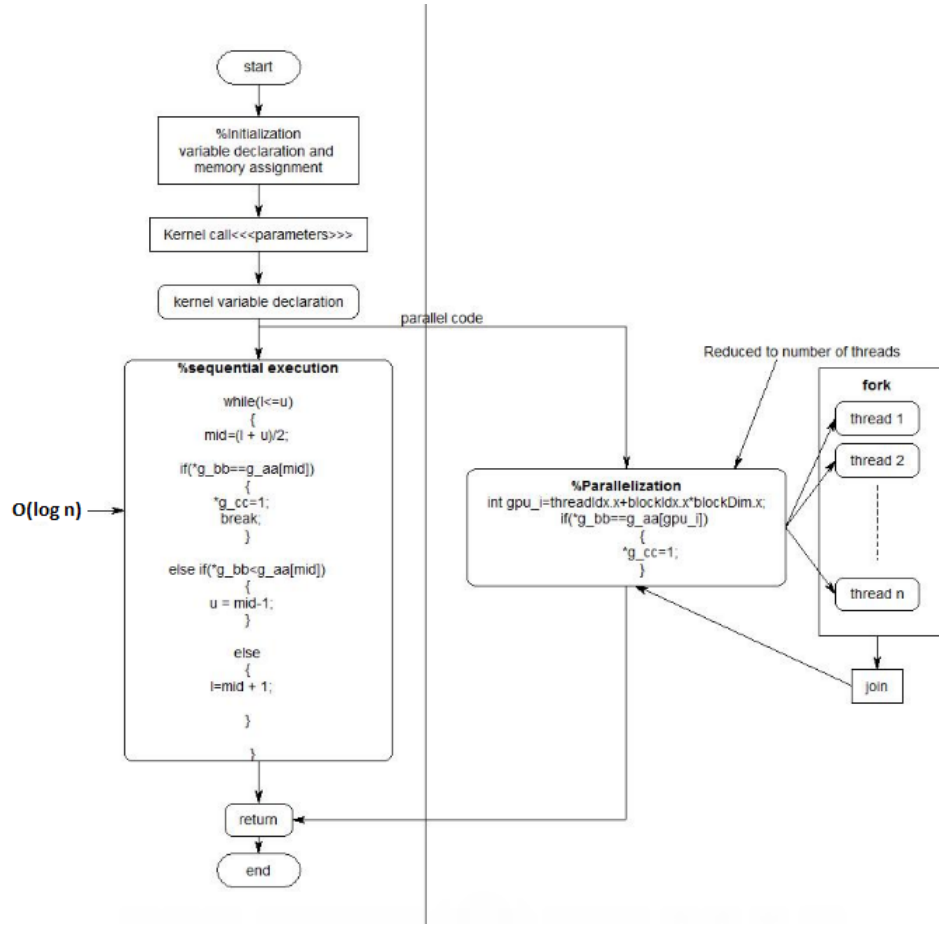 start
%Initialization
variable declaration and
memory assignment
Kernel call<<<parameters>>>
kernel variable declaration
parallel code
%sequential execution
while(l<=u)
{
mid=(l + u)/2;
if(*g_bb==g_aa[mid])
{
*g_cc=1;
break;
}
else if(*g_bb<g_aa[mid])
{
u = mid-1;
}
else
{
l=mid + 1;
}
}
O(log n)
return
end
Reduced to number of threads
%Parallelization
int gpu_i=threadIdx.x+blockIdx.x*blockDim.x;
if(*g_bb==g_aa[gpu_i])
{
*g_cc=1;
}
fork
thread 1
thread 2
thread n
join